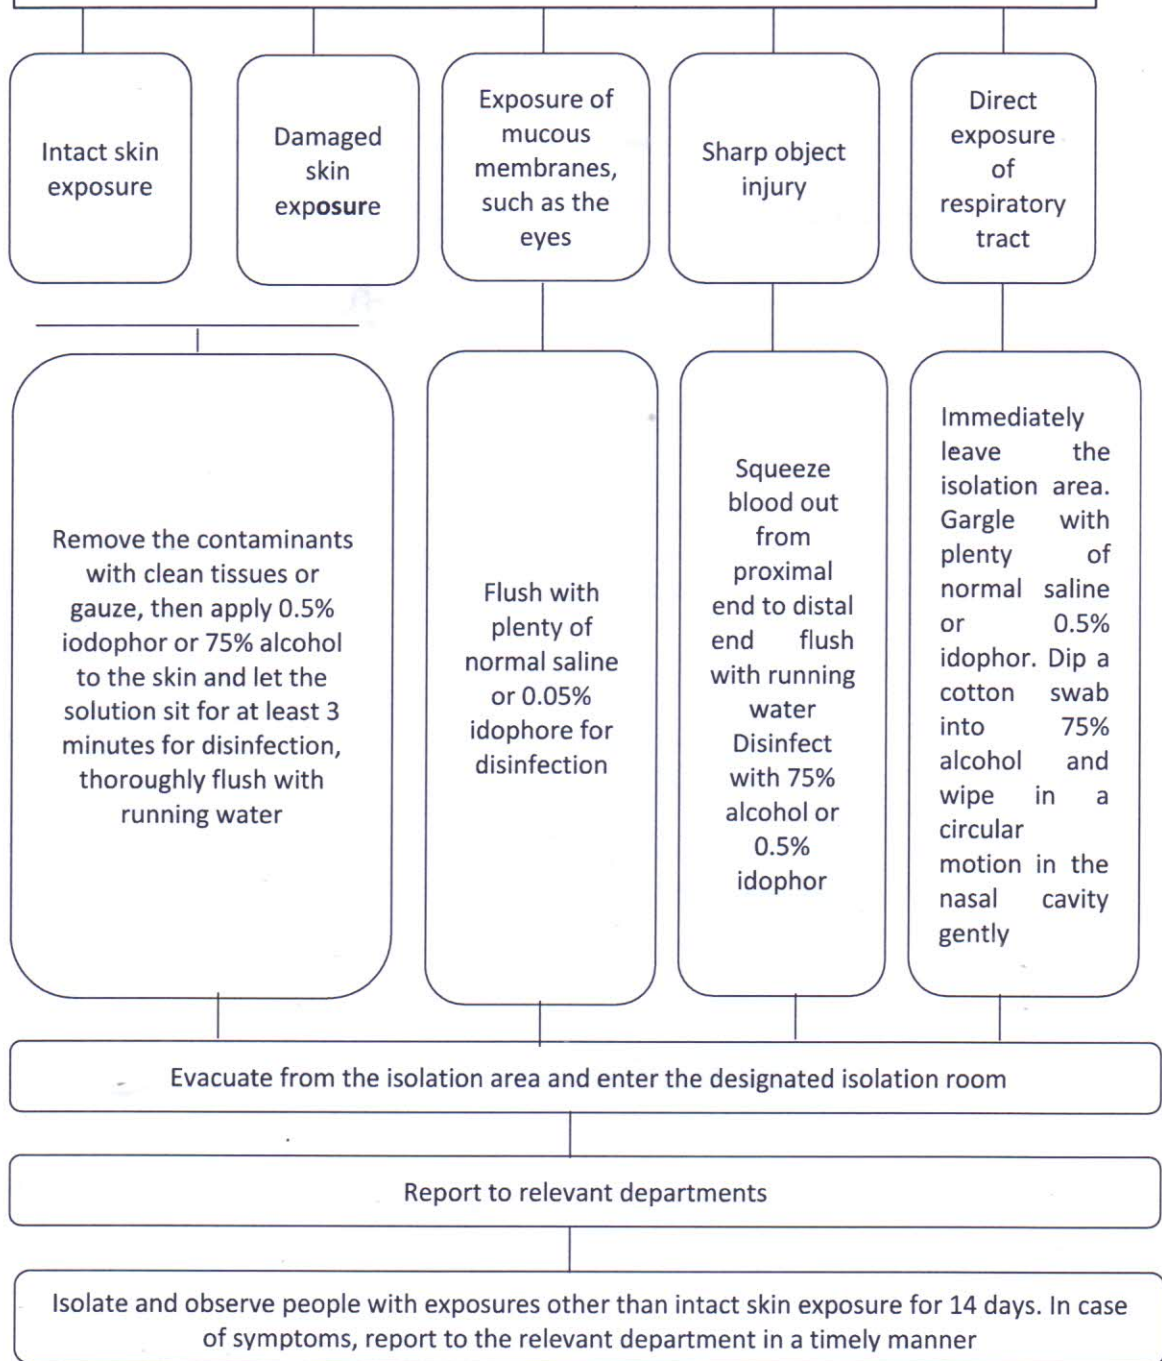 Intact skin
exposure
Damaged
skin
exposure
Exposure of
mucous
membranes,
such as the
eyes
Sharp object
injury
Direct
exposure
of
respiratory
tract
Remove the contaminants
with clean tissues or
gauze, then apply 0.5%
iodophor or 75% alcohol
to the skin and let the
solution sit for at least 3
minutes for disinfection,
thoroughly flush with
running water
Flush with
plenty of
normal saline
or 0.05%
idophore for
disinfection
Squeeze
blood out
from
proximal
end to distal
end flush
with running
water
Disinfect
with 75%
alcohol or
0.5%
idophor
Immediately
leave the
isolation area.
Gargle with
plenty of
normal saline
or 0.5%
idophor. Dip a
cotton swab
into 75%
alcohol and
wipe in a
circular
motion in the
nasal cavity
gently
Evacuate from the isolation area and enter the designated isolation room
Report to relevant departments
Isolate and observe people with exposures other than intact skin exposure for 14 days. In case
of symptoms, report to the relevant department in a timely manner